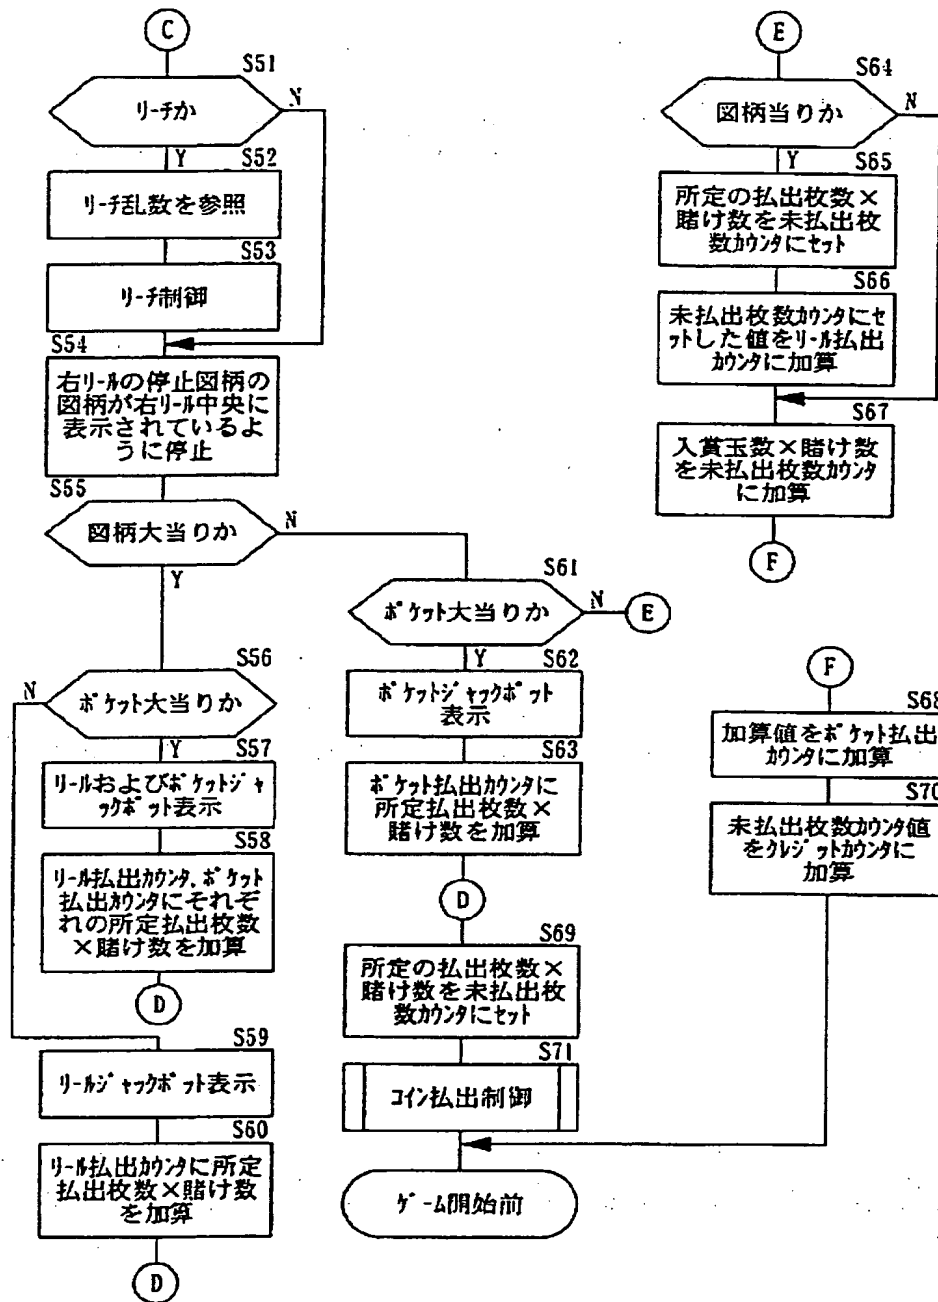 C
S51
リーチか
N
Y
S52
リーチ乱数を参照
S53
リーチ制御
S54
右リールの停止図柄の
図柄が右リール中央に
表示されているよ
うに停止
S55
図柄大当りか
N
Y
S56
N
ポケット大当りか
Y
S57
リールおよびポケットジャ
ックポット表示
S58
リール払出カウンタ、ポケット
払出カウンタにそれぞ
れの所定払出枚数
×賭け数を加算
D
S59
リールジャックポット表示
S60
リール払出カウンタに所定
払出枚数×賭け数
を加算
D
S61
ポケット大当りか
N
E
Y
S62
ポケットジャックポット
表示
S63
ポケット払出カウンタに
所定払出枚数×
賭け数を加算
D
S69
所定の払出枚数×
賭け数を未払出枚
数カウンタにセット
S71
コイン払出制御
ゲーム開始前
E
S64
図柄当りか
N
Y
S65
所定の払出枚数×
賭け数を未払出枚
数カウンタにセット
S66
未払出枚数カウンタにセ
ットした値をリール払出
カウンタに加算
S67
入賞玉数×賭け数
を未払出枚数カウンタ
に加算
F
F
S68
加算値をポケット払出
カウンタに加算
S70
未払出枚数カウンタ値
をクレジットカウンタに
加算